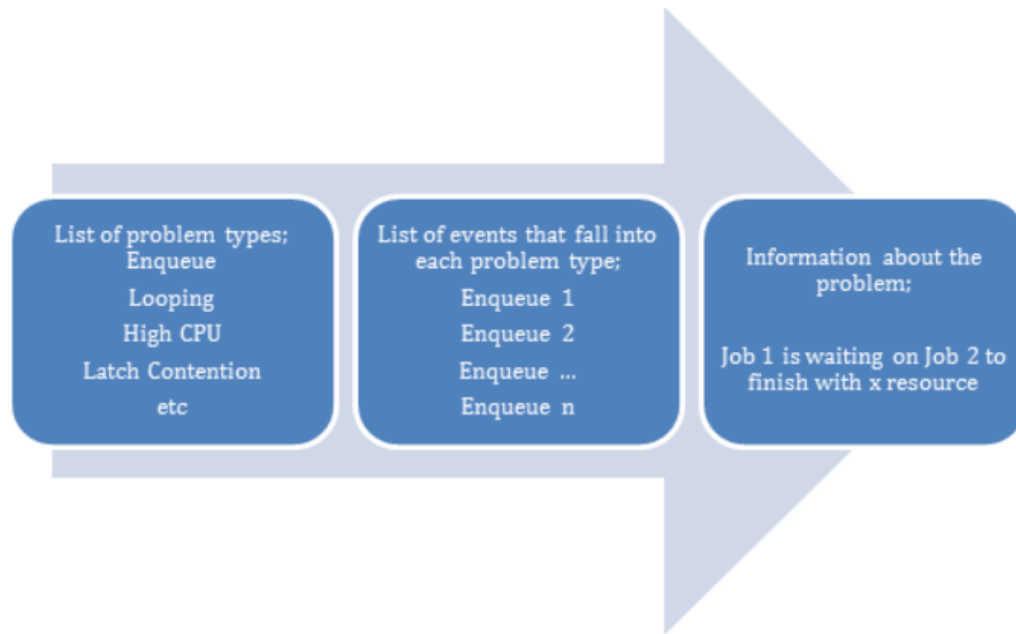 List of problem types;
Enqueue
Looping
High CPU
Latch Contention
etc
List of events that fall into
each problem type;
Enqueue 1
Enqueue 2
Enqueue ...
Enqueue n
Information about the
problem;
Job 1 is waiting on Job 2 to
finish with x resource